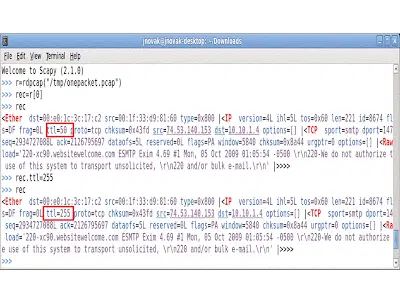 jnovak@jnovak-desktop: ~ Downloads
File Edit View Terminal Help
Welcome to Scapy (2.1.0)
>>> r=rdpcap("/tmp/onepacket.pcap")
>>> rec=r[0]
>>> rec
<Ether dst=00:e0:1c:3c:17:c2 src=00:1f:33:d9:81:60 type=0x800 |<IP version=4L ihl=5L tos=0x60 len=221 id=8674 fl
s=DF frag=0L ttl=50 proto=tcp chksum=0x43fd src=74.53.140.153 dst=10.10.1.4 options=[] |<TCP sport=smtp dport=147
seq=2934727088L ack=2126795697 dataofs=5L reserved=0L flags=PA window=5840 chksum=0x8a44 urgptr=0 options=[] |<Raw
load='220-xc90.websitewelcome.com ESMTP Exim 4.69 #1 Mon, 05 Oct 2009 01:05:54 -0500 \r\n220-We do not authorize t
e use of this system to transport unsolicited, \r\n220 and/or bulk e-mail.\r\n' |>>>>
>>> rec.ttl=255
>>> rec
<Ether dst=00:e0:1c:3c:17:c2 src=00:1f:33:d9:81:60 type=0x800 |<IP version=4L ihl=5L tos=0x60 len=221 id=8674 f
s=DF frag=0L ttl=255 proto=tcp chksum=0x43fd src=74.53.140.153 dst=10.10.1.4 options=[] |<TCP sport=smtp dport=14
seq=2934727088L ack=2126795697 dataofs=5L reserved=0L flags=PA window=5840 chksum=0x8a44 urgptr=0 options=[] |<Ra
load='220-xc90.websitewelcome.com ESMTP Exim 4.69 #1 Mon, 05 Oct 2009 01:05:54 -0500 \r\n220-We do not authorize
e use of this system to transport unsolicited, \r\n220 and/or bulk e-mail.\r\n' |>>>>
>>>